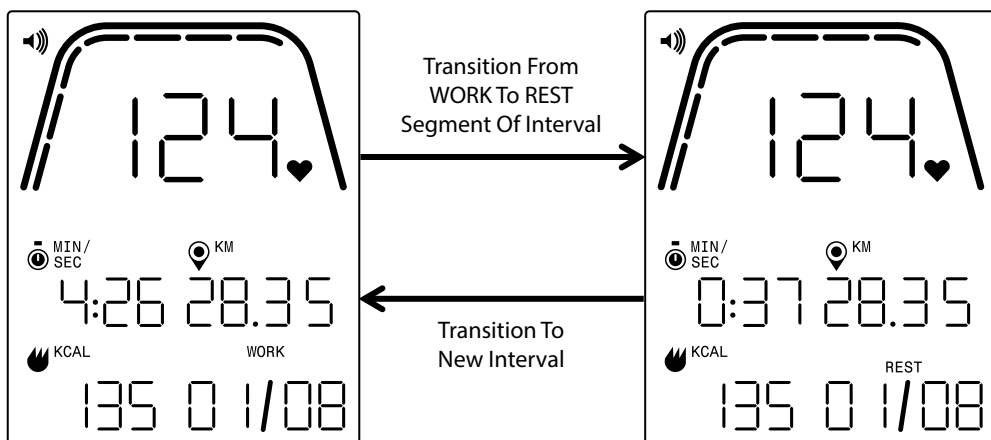 124
MIN/
SEC
KM
4:26 28.35
KCAL
WORK
135 01/08
Transition From
WORK To REST
Segment Of Interval
Transition To
New Interval
124
MIN/
SEC
KM
0:37 28.35
KCAL
REST
135 01/08